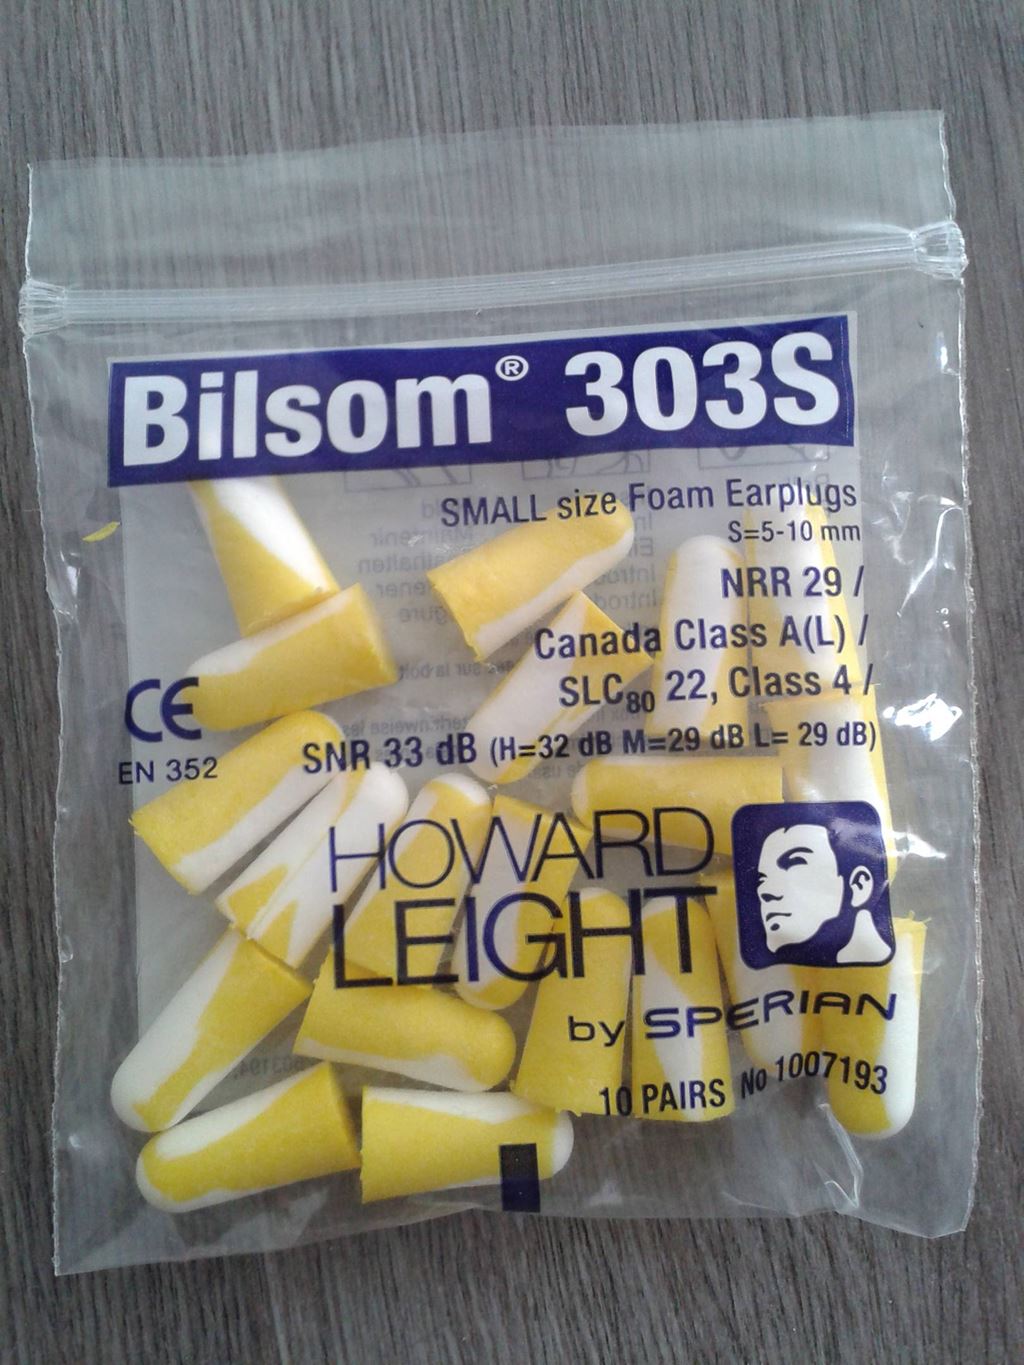 Bilsom® 303S
SMALL size Foam Earplugs
S=5-10 mm
NRR 29 /
Canada Class A(L) /
SLC80 22, Class 4 /
CE
SNR 33 dB (H=32 dB M=29 dB L= 29 dB)
EN 352
HOWARD
LEIGHT
by SPERIAN
10 PAIRS No 1007193